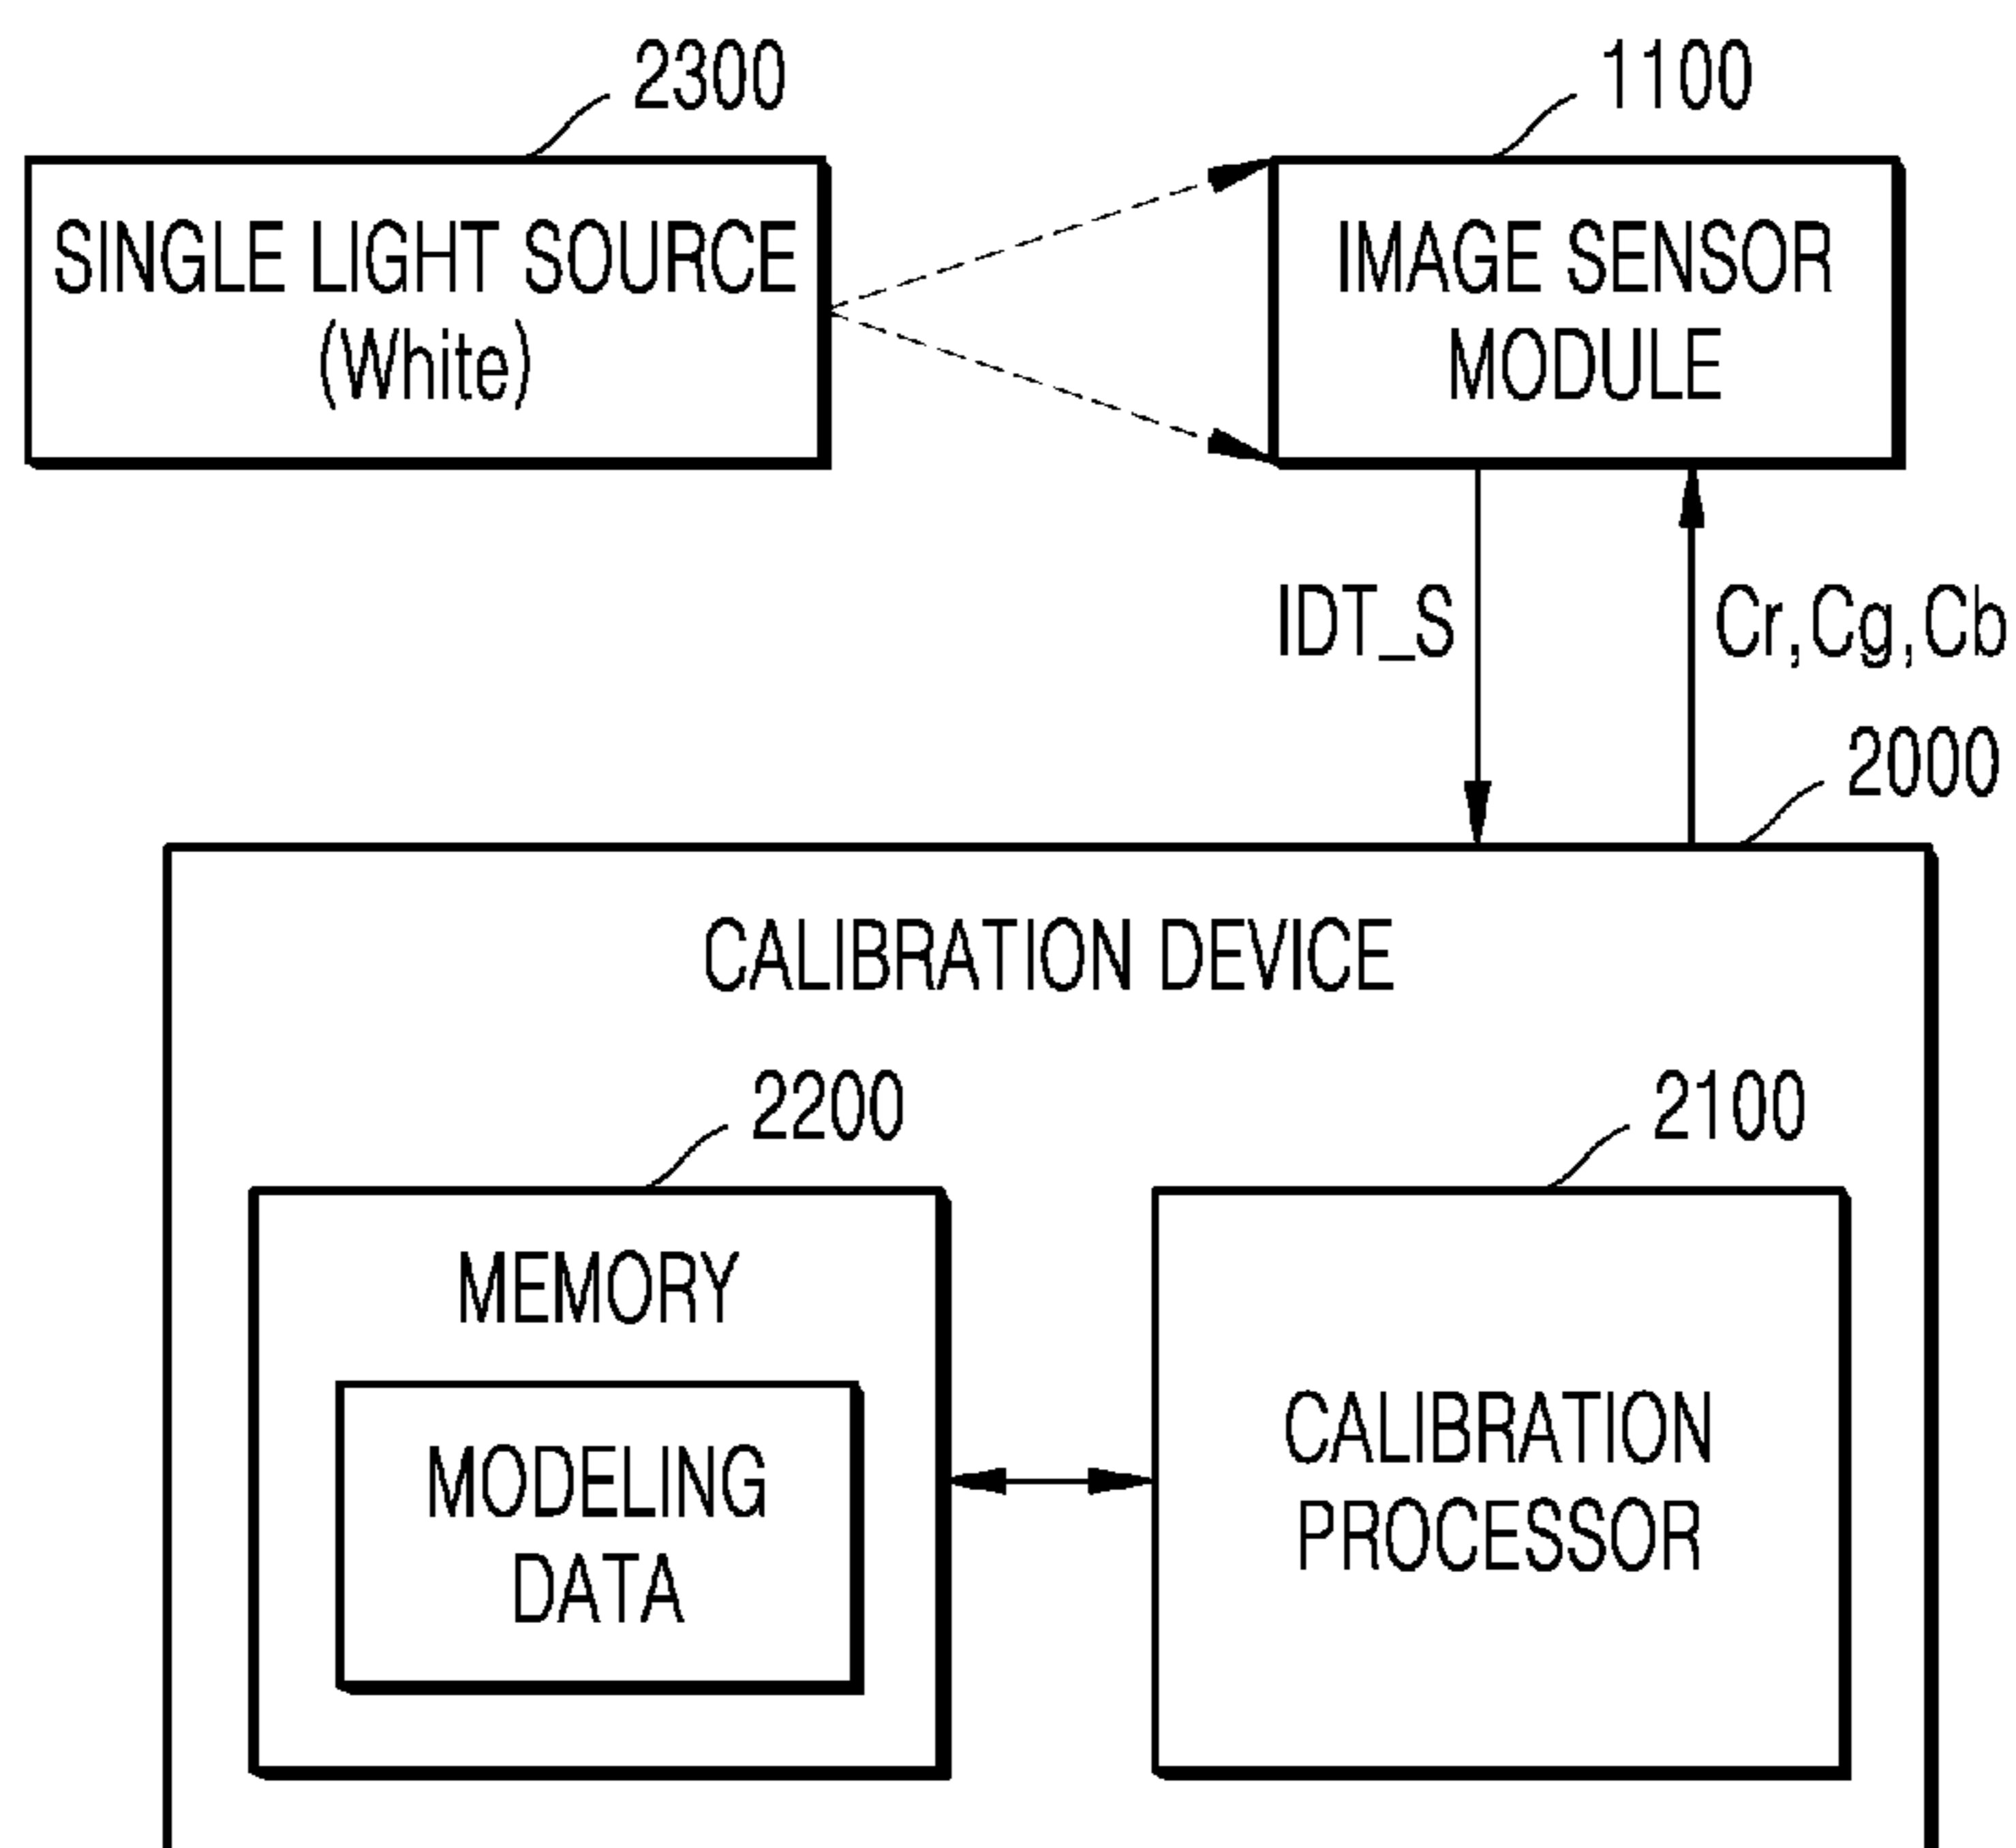 2300
1100
SINGLE LIGHT SOURCE
(White)
IMAGE SENSOR
MODULE
IDT_S
Cr,Cg,Cb
2000
CALIBRATION DEVICE
2200
2100
MEMORY
MODELING
DATA
CALIBRATION
PROCESSOR